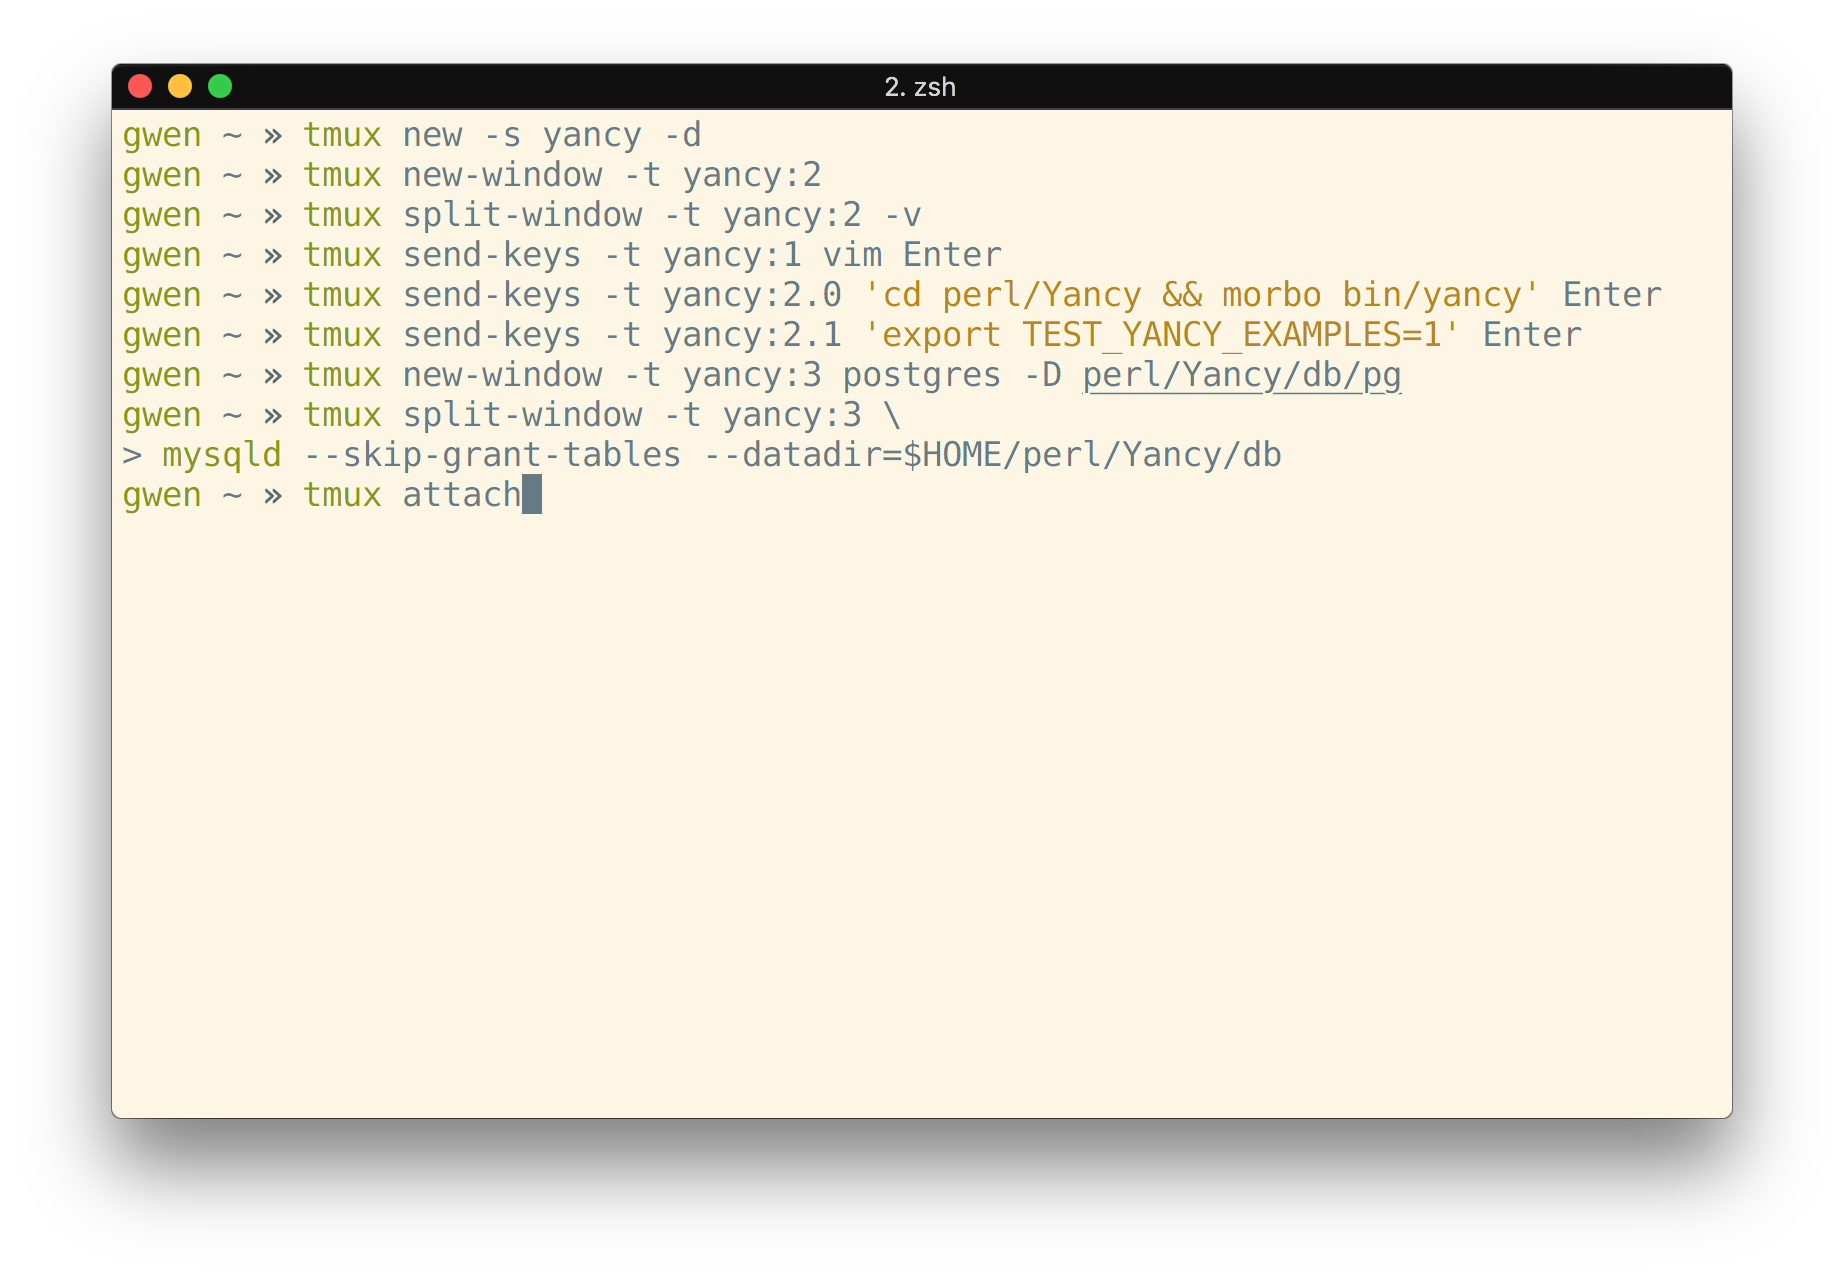 2. zsh
gwen ~ » tmux new -s yancy -d
gwen ~ » tmux new-window -t yancy:2
gwen ~ » tmux split-window -t yancy:2 -v
gwen ~ » tmux send-keys -t yancy:1 vim Enter
gwen ~ » tmux send-keys -t yancy:2.0 'cd perl/Yancy && morbo bin/yancy' Enter
gwen ~ » tmux send-keys -t yancy:2.1 'export TEST_YANCY_EXAMPLES=1' Enter
gwen ~ » tmux new-window -t yancy:3 postgres -D perl/Yancy/db/pg
gwen ~ » tmux split-window -t yancy:3 \
> mysqld --skip-grant-tables --datadir=$HOME/perl/Yancy/db
gwen ~ » tmux attach